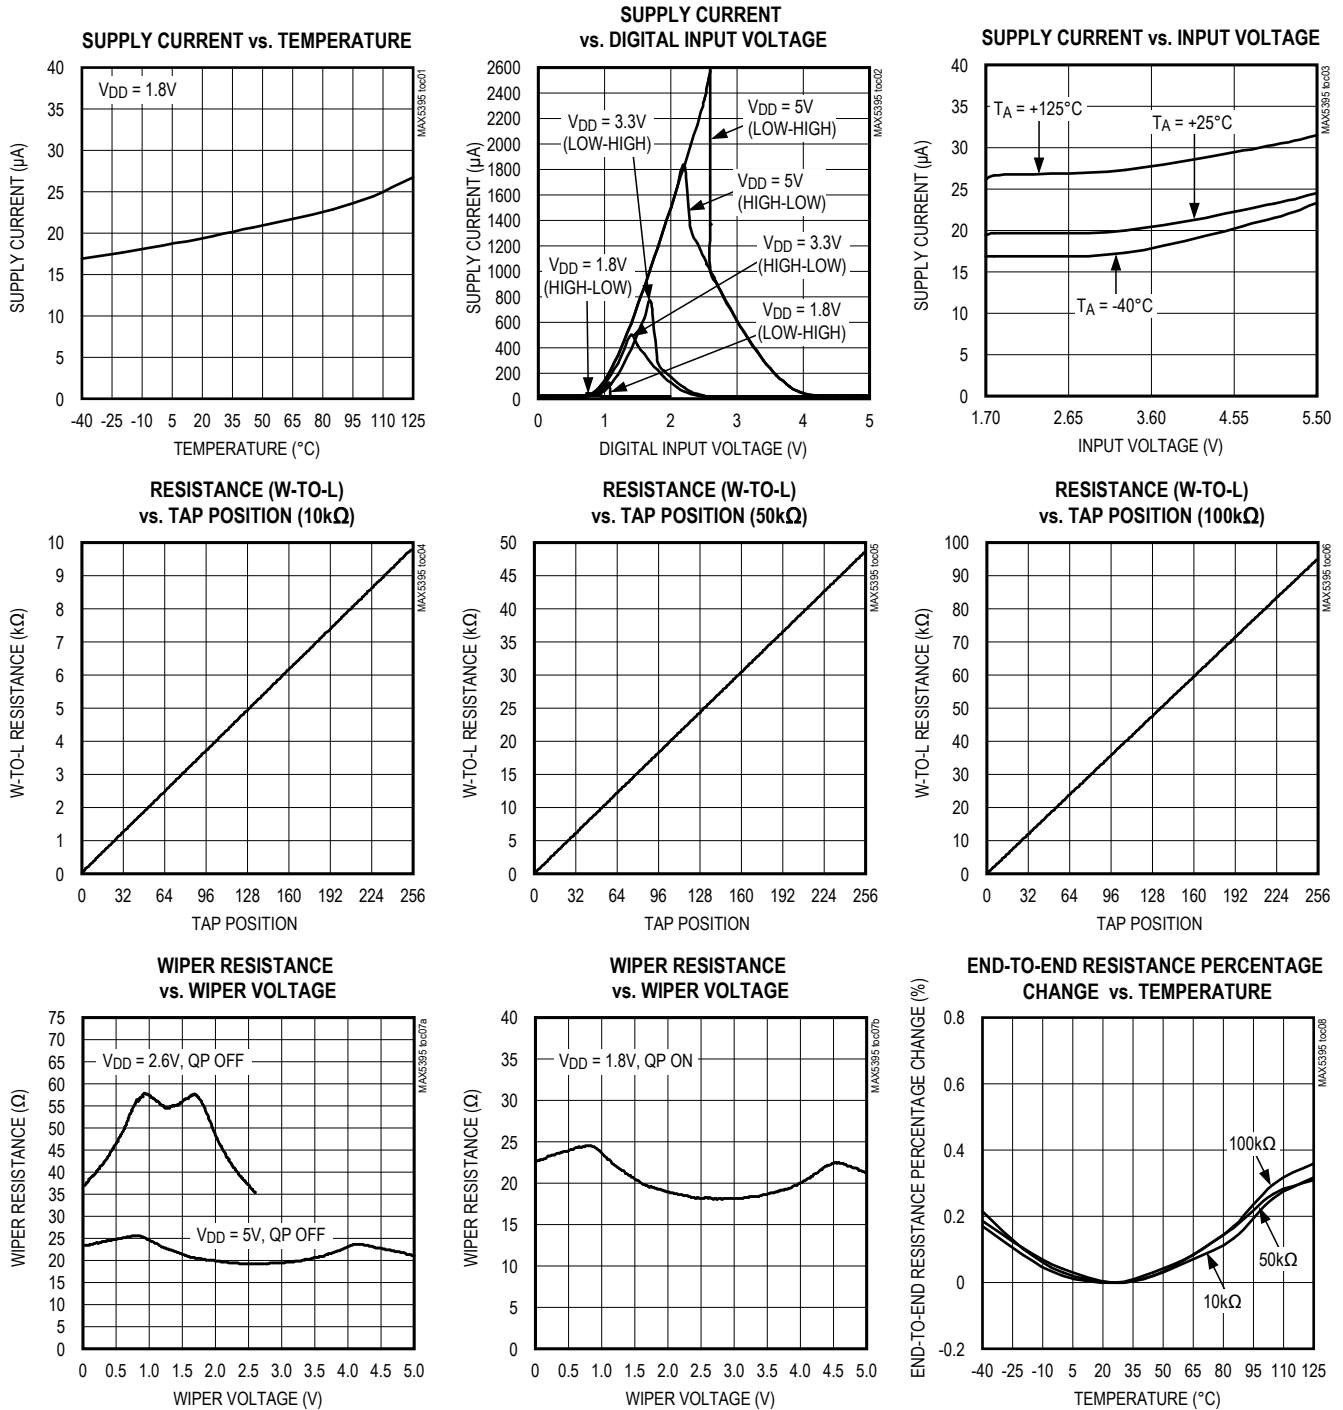 SUPPLY CURRENT vs. TEMPERATURE
MAX5395 toc01
VDD = 1.8V
SUPPLY CURRENT (µA)
40
35
30
25
20
15
10
5
0
-40 -25 -10 5 20 35 50 65 80 95 110 125
TEMPERATURE (°C)
SUPPLY CURRENT
vs. DIGITAL INPUT VOLTAGE
MAX5395 toc02
SUPPLY CURRENT (µA)
2600
2400
2200
2000
1800
1600
1400
1200
1000
800
600
400
200
0
VDD = 5V
(LOW-HIGH)
VDD = 3.3V
(LOW-HIGH)
VDD = 5V
(HIGH-LOW)
VDD = 3.3V
(HIGH-LOW)
VDD = 1.8V
(HIGH-LOW)
VDD = 1.8V
(LOW-HIGH)
0 1 2 3 4 5
DIGITAL INPUT VOLTAGE (V)
SUPPLY CURRENT vs. INPUT VOLTAGE
MAX5395 toc03
SUPPLY CURRENT (µA)
40
35
30
25
20
15
10
5
0
TA = +125°C
TA = +25°C
TA = -40°C
1.70 2.65 3.60 4.55 5.50
INPUT VOLTAGE (V)
RESISTANCE (W-TO-L)
vs. TAP POSITION (10kΩ)
MAX5395 toc04
W-TO-L RESISTANCE (kΩ)
10
9
8
7
6
5
4
3
2
1
0
0 32 64 96 128 160 192 224 256
TAP POSITION
RESISTANCE (W-TO-L)
vs. TAP POSITION (50kΩ)
MAX5395 toc05
W-TO-L RESISTANCE (kΩ)
50
45
40
35
30
25
20
15
10
5
0
0 32 64 96 128 160 192 224 256
TAP POSITION
RESISTANCE (W-TO-L)
vs. TAP POSITION (100kΩ)
MAX5395 toc06
W-TO-L RESISTANCE (kΩ)
100
90
80
70
60
50
40
30
20
10
0
0 32 64 96 128 160 192 224 256
TAP POSITION
WIPER RESISTANCE
vs. WIPER VOLTAGE
MAX5395 toc07a
WIPER RESISTANCE (Ω)
75
70
65
60
55
50
45
40
35
30
25
20
15
10
5
0
VDD = 2.6V, QP OFF
VDD = 5V, QP OFF
0 0.5 1.0 1.5 2.0 2.5 3.0 3.5 4.0 4.5 5.0
WIPER VOLTAGE (V)
WIPER RESISTANCE
vs. WIPER VOLTAGE
MAX5395 toc07b
WIPER RESISTANCE (Ω)
40
35
30
25
20
15
10
5
0
VDD = 1.8V, QP ON
0 0.5 1.0 1.5 2.0 2.5 3.0 3.5 4.0 4.5 5.0
WIPER VOLTAGE (V)
END-TO-END RESISTANCE PERCENTAGE
CHANGE vs. TEMPERATURE
MAX5395 toc08
END-TO-END RESISTANCE PERCENTAGE CHANGE (%)
0.8
0.6
0.4
0.2
0
-0.2
100kΩ
50kΩ
10kΩ
-40 -25 -10 5 20 35 50 65 80 95 110 125
TEMPERATURE (°C)